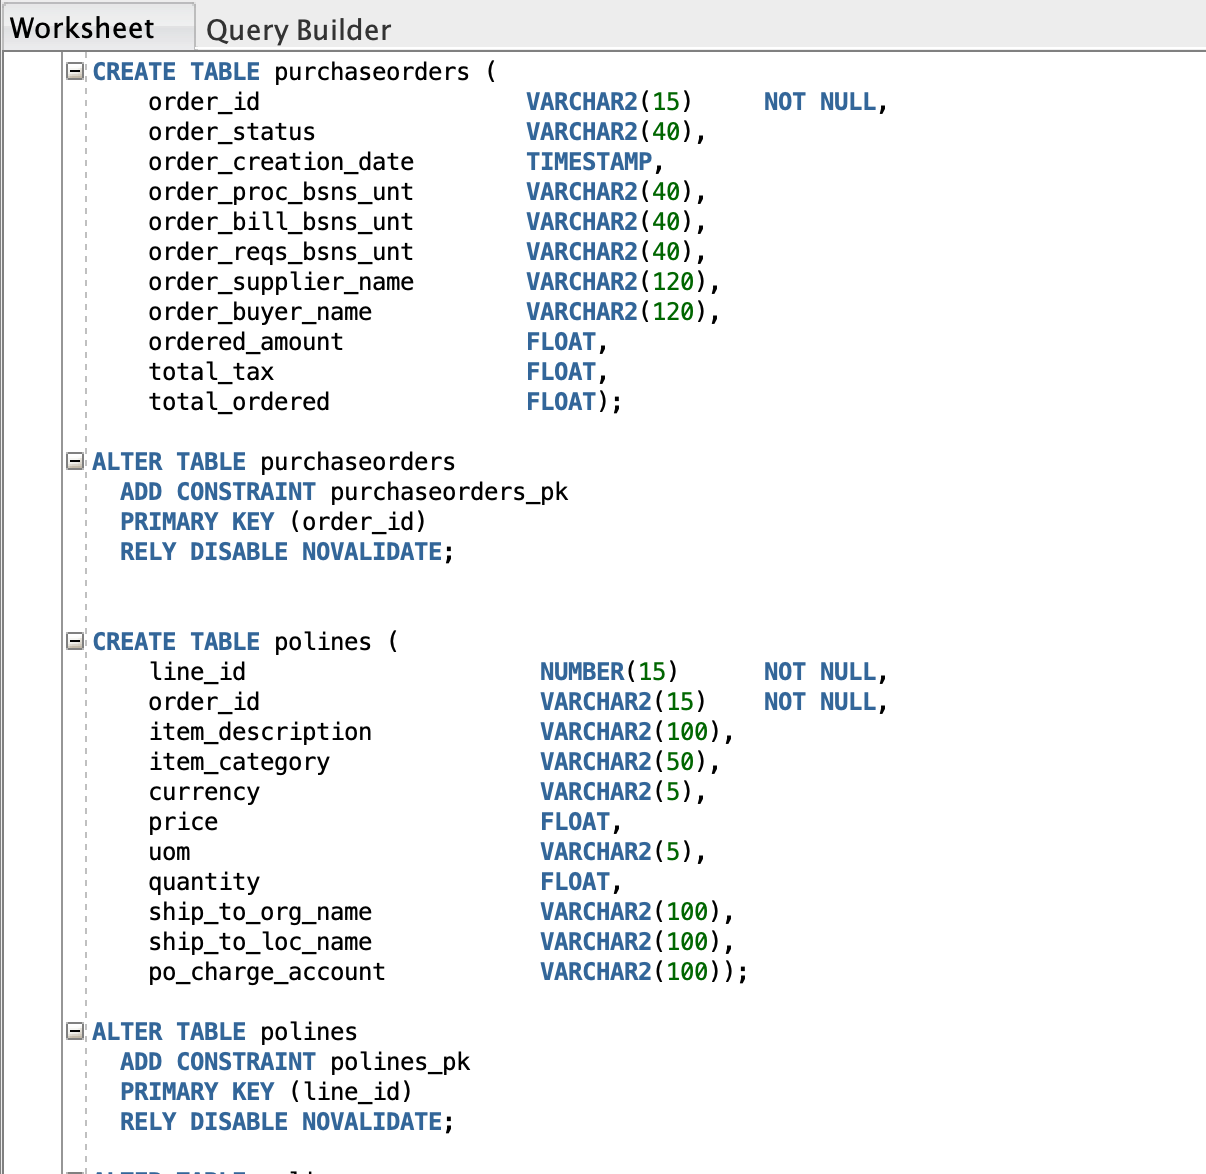 Worksheet Query Builder
CREATE TABLE purchaseorders (
order_id VARCHAR2(15) NOT NULL,
order_status VARCHAR2(40),
order_creation_date TIMESTAMP,
order_proc_bsns_unt VARCHAR2(40),
order_bill_bsns_unt VARCHAR2(40),
order_reqs_bsns_unt VARCHAR2(40),
order_supplier_name VARCHAR2(120),
order_buyer_name VARCHAR2(120),
ordered_amount FLOAT,
total_tax FLOAT,
total_ordered FLOAT);
ALTER TABLE purchaseorders
ADD CONSTRAINT purchaseorders_pk
PRIMARY KEY (order_id)
RELY DISABLE NOVALIDATE;
CREATE TABLE polines (
line_id NUMBER(15) NOT NULL,
order_id VARCHAR2(15) NOT NULL,
item_description VARCHAR2(100),
item_category VARCHAR2(50),
currency VARCHAR2(5),
price FLOAT,
uom VARCHAR2(5),
quantity FLOAT,
ship_to_org_name VARCHAR2(100),
ship_to_loc_name VARCHAR2(100),
po_charge_account VARCHAR2(100));
ALTER TABLE polines
ADD CONSTRAINT polines_pk
PRIMARY KEY (line_id)
RELY DISABLE NOVALIDATE;